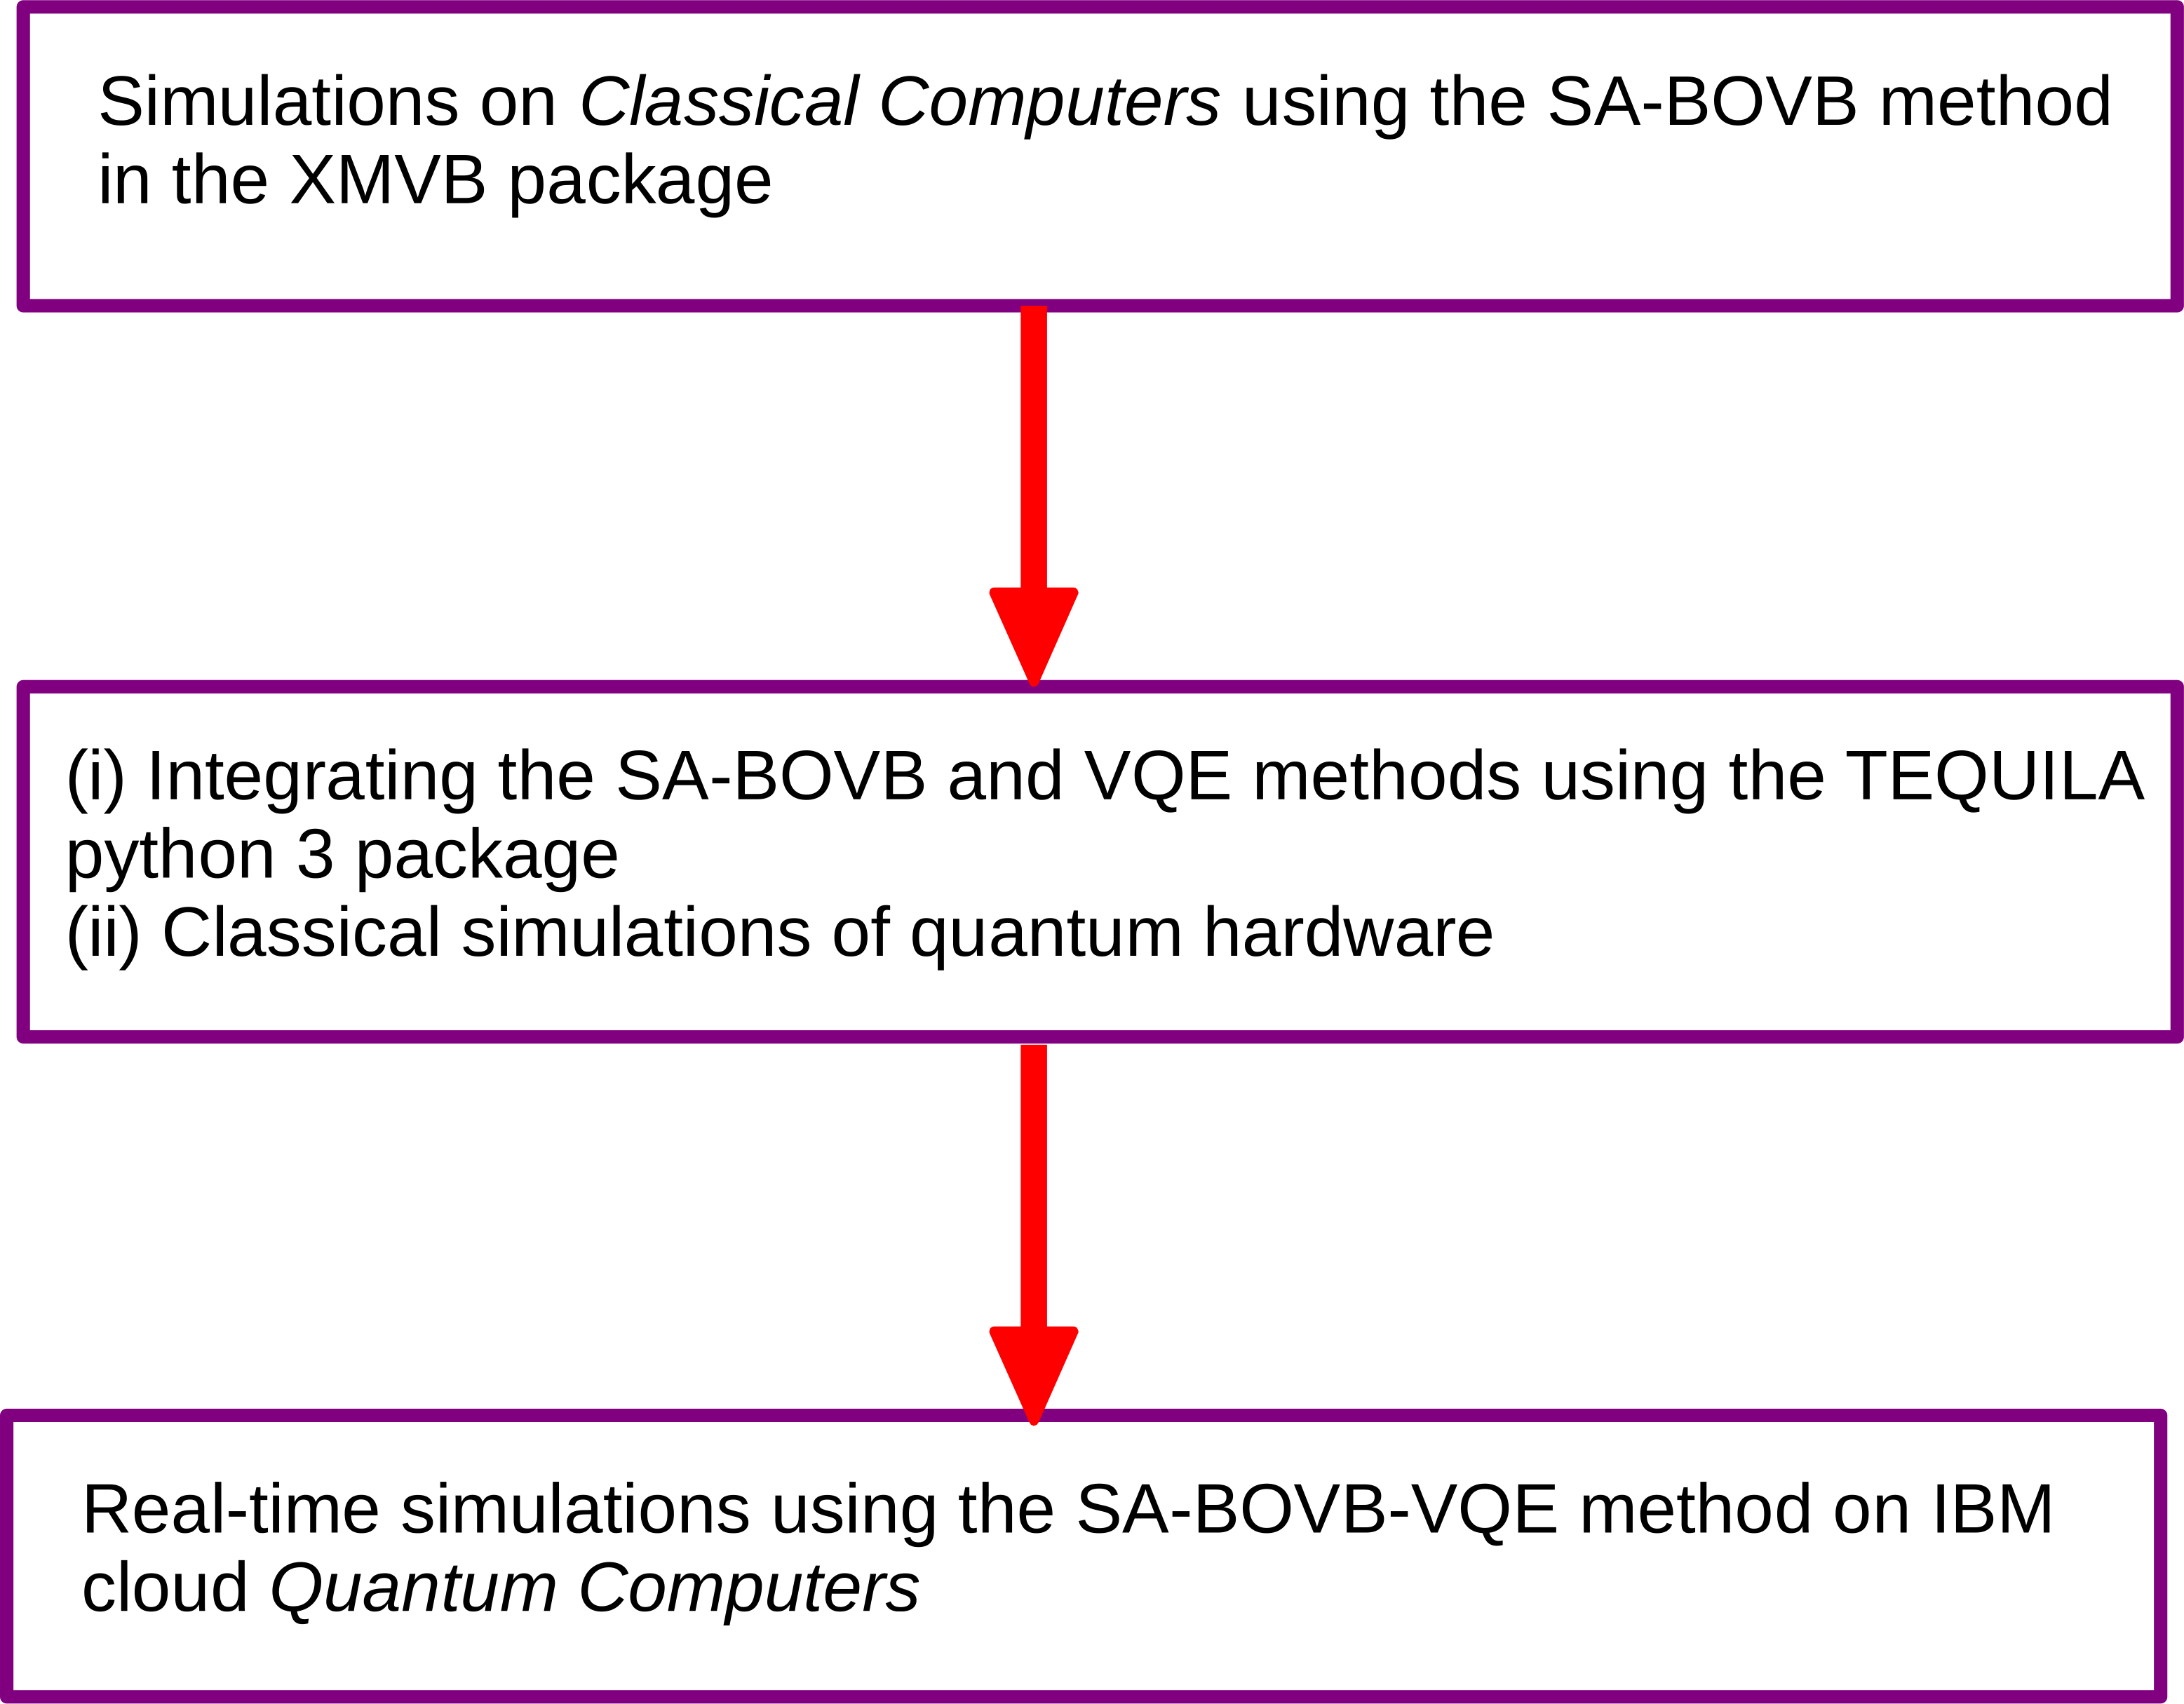 Simulations on Classical Computers using the SA-BOVB method
in the XMVB package
(i) Integrating the SA-BOVB and VQE methods using the TEQUILA
python 3 package
(ii) Classical simulations of quantum hardware
Real-time simulations using the SA-BOVB-VQE method on IBM
cloud Quantum Computers